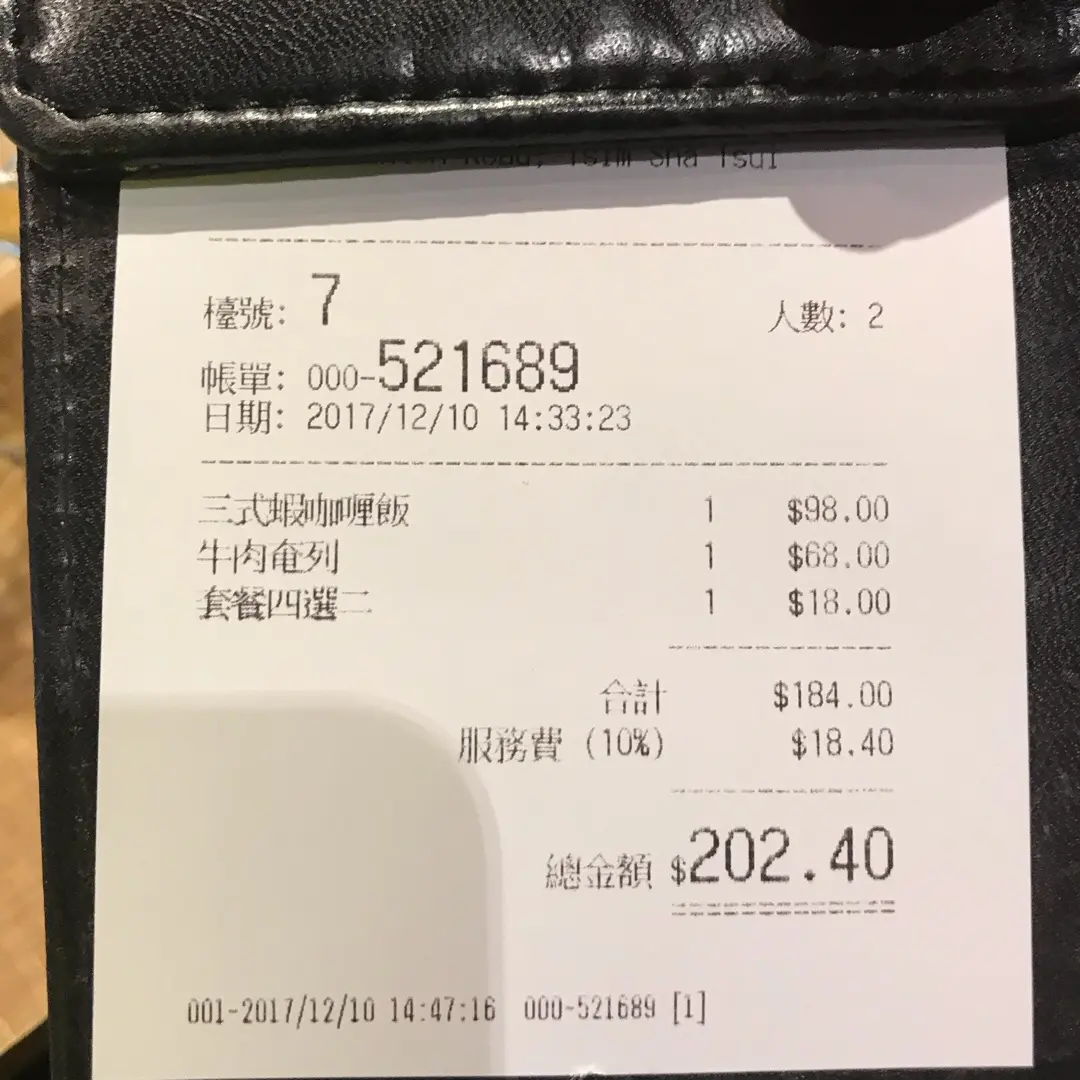 Road, Tsim Sha Tsui
檯號: 7 人數: 2
帳單: 000-521689
日期: 2017/12/10 14:33:23
三式蝦咖喱飯 1 $98.00
牛肉奄列 1 $68.00
套餐四選二 1 $18.00
合計 $184.00
服務費 (10%) $18.40
總金額 $202.40
001-2017/12/10 14:47:16 000-521689 [1]